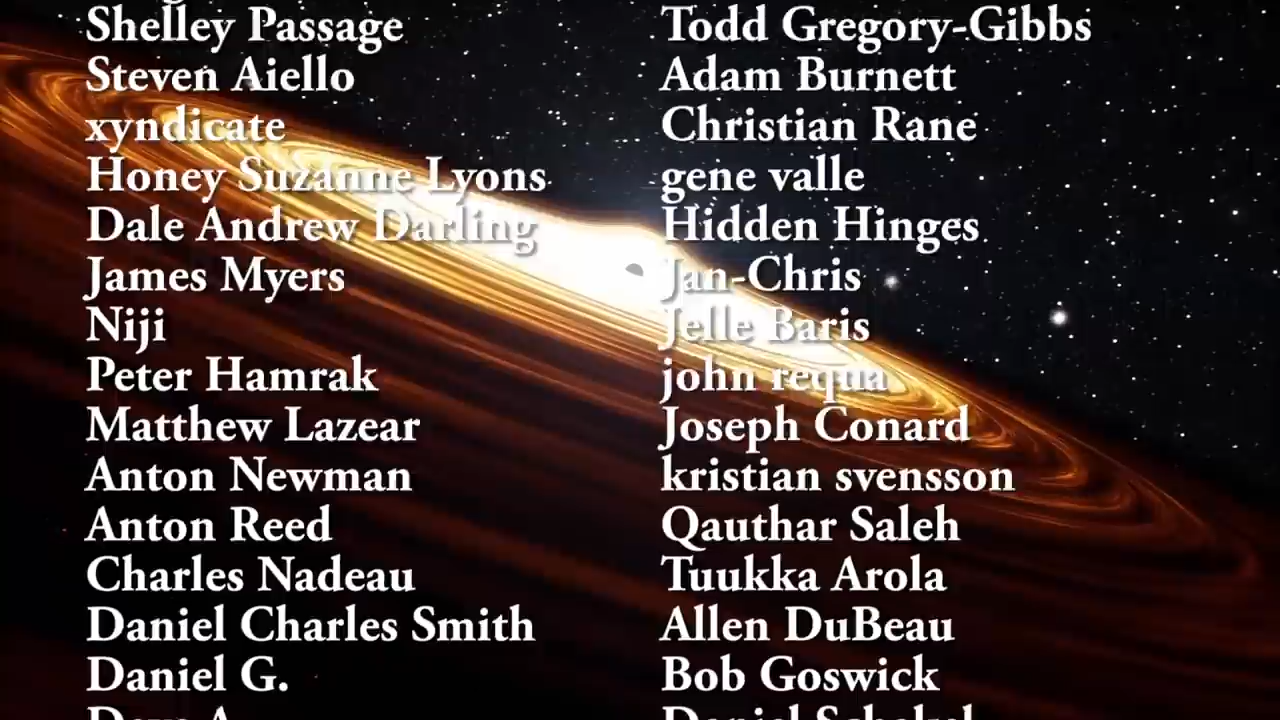 Shelley Passage
Steven Aiello
xyndicate
Honey Suzanne Lyons
Dale Andrew Darling
James Myers
Niji
Peter Hamrak
Matthew Lazear
Anton Newman
Anton Reed
Charles Nadeau
Daniel Charles Smith
Daniel G.
Todd Gregory-Gibbs
Adam Burnett
Christian Rane
gene valle
Hidden Hinges
Jan-Chris
Jelle Baris
john requa
Joseph Conard
kristian svensson
Qauthar Saleh
Tuukka Arola
Allen DuBeau
Bob Goswick